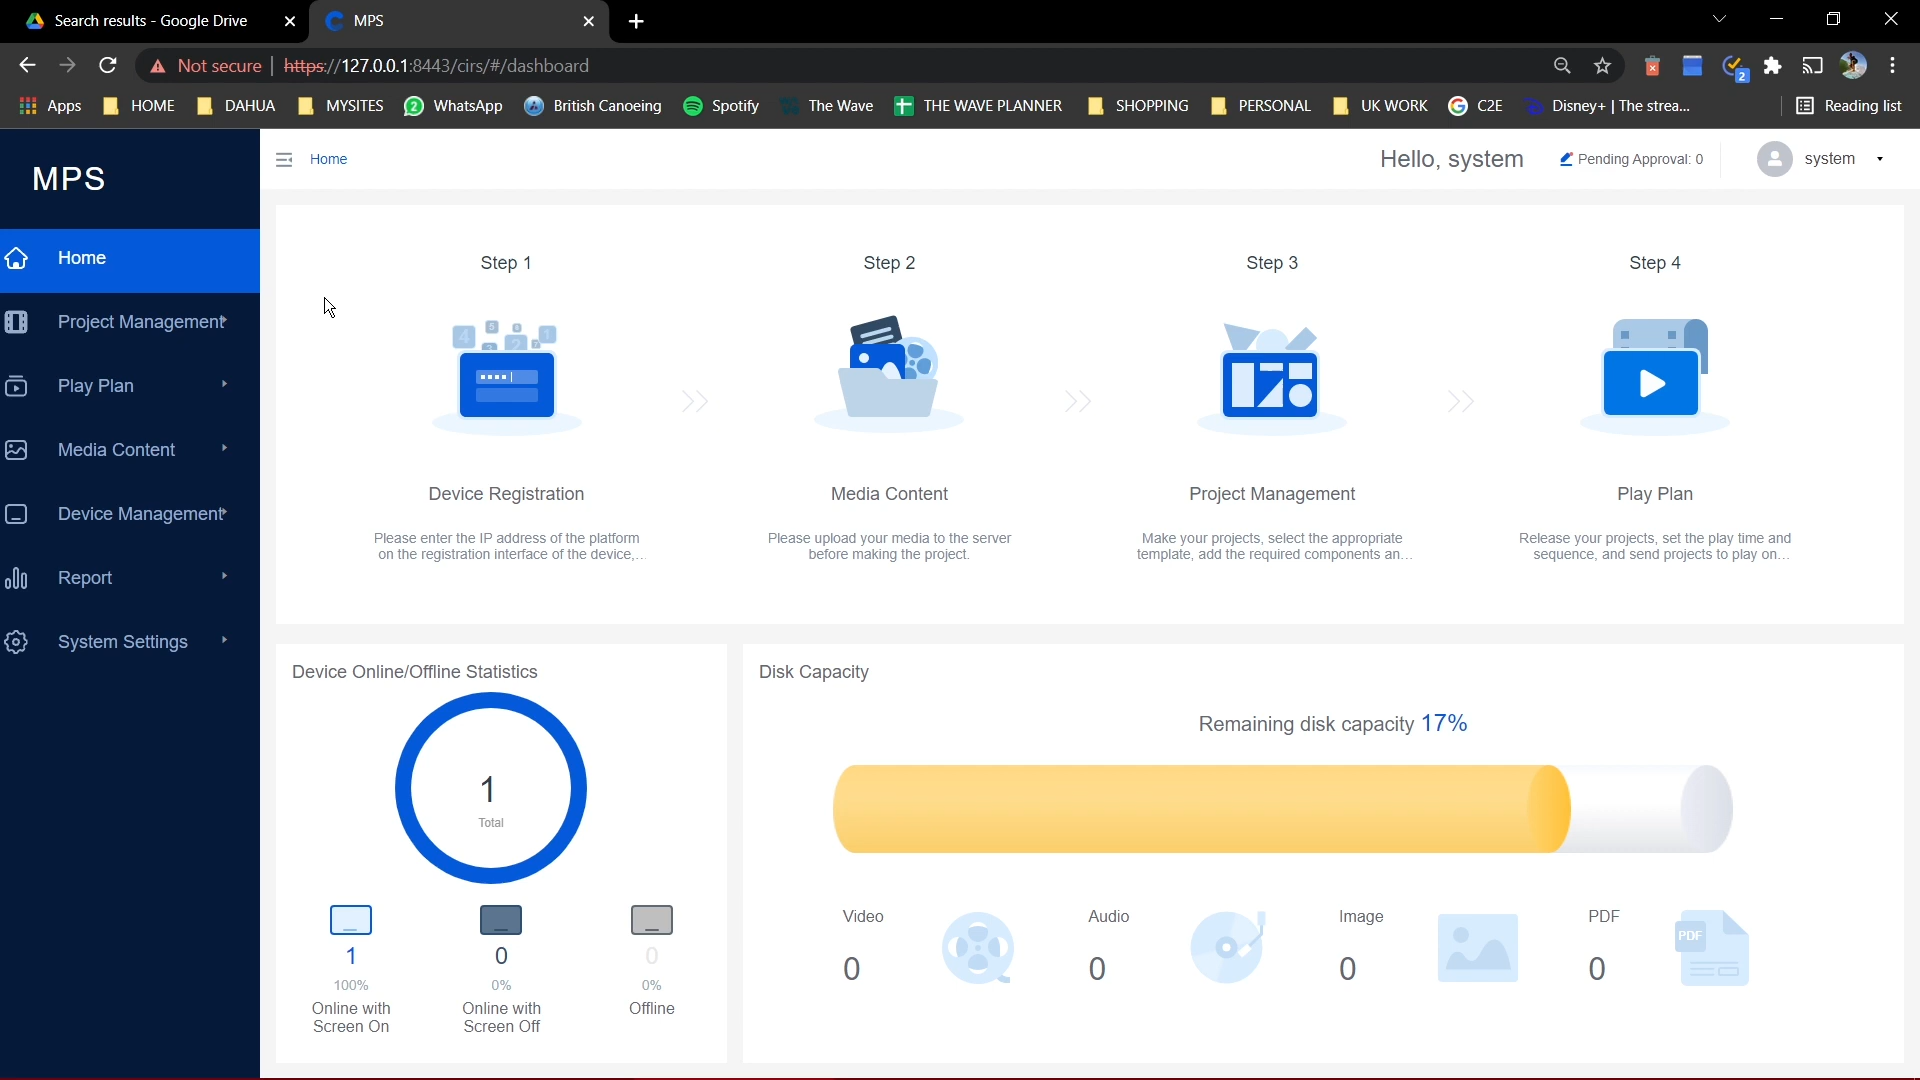 Search results - Google Drive
MPS
Not secure
https://127.0.0.1:8443/cirs/#/dashboard
2
Apps
HOME
DAHUA
MYSITES
2
WhatsApp
British Canoeing
Spotify
The Wave
THE WAVE PLANNER
SHOPPING
PERSONAL
UK WORK
C2E
Disney+ | The strea...
Reading list
MPS
Home
Hello, system
Pending Approval: 0
system
Home
Project Management
Play Plan
Media Content
Device Management
Report
System Settings
Step 1
Step 2
Step 3
Step 4
Device Registration
Media Content
Project Management
Play Plan
Please enter the IP address of the platform
on the registration interface of the device,...
Please upload your media to the server
before making the project.
Make your projects, select the appropriate
template, add the required components an...
Release your projects, set the play time and
sequence, and send projects to play on...
Device Online/Offline Statistics
1
Total
1
100%
Online with
Screen On
0
0%
Online with
Screen Off
0
0%
Offline
Disk Capacity
Remaining disk capacity 17%
Video
0
Audio
0
Image
0
PDF
0
PDF